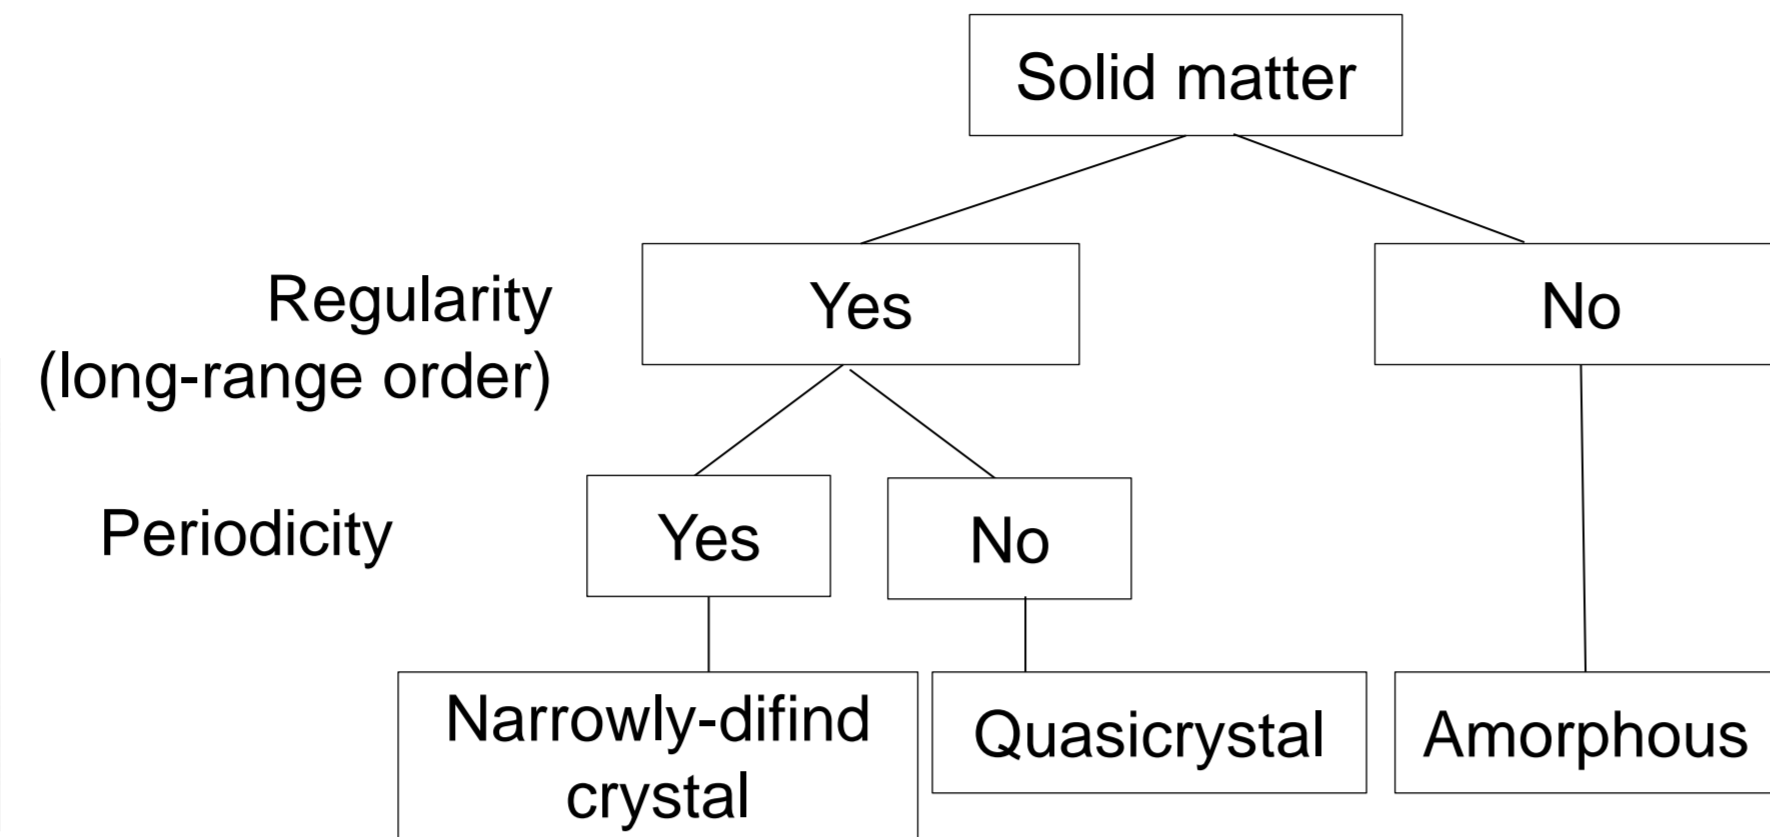 Solid matter
Regularity
(long-range order)
Yes
No
Periodicity
Yes
No
Narrowly-difind
crystal
Quasicrystal
Amorphous